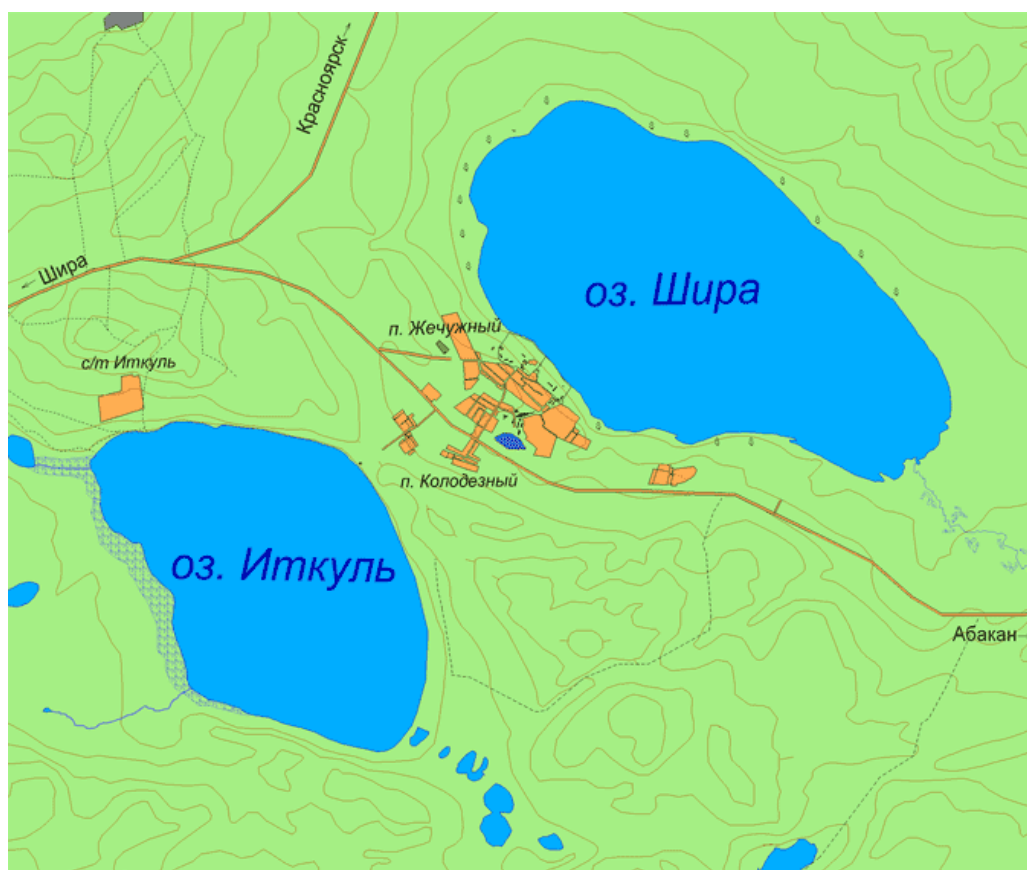 Красноярск
Шира
оз. Шира
п. Жечужный
с/т Иткуль
п. Колодезный
оз. Иткуль
Абакан